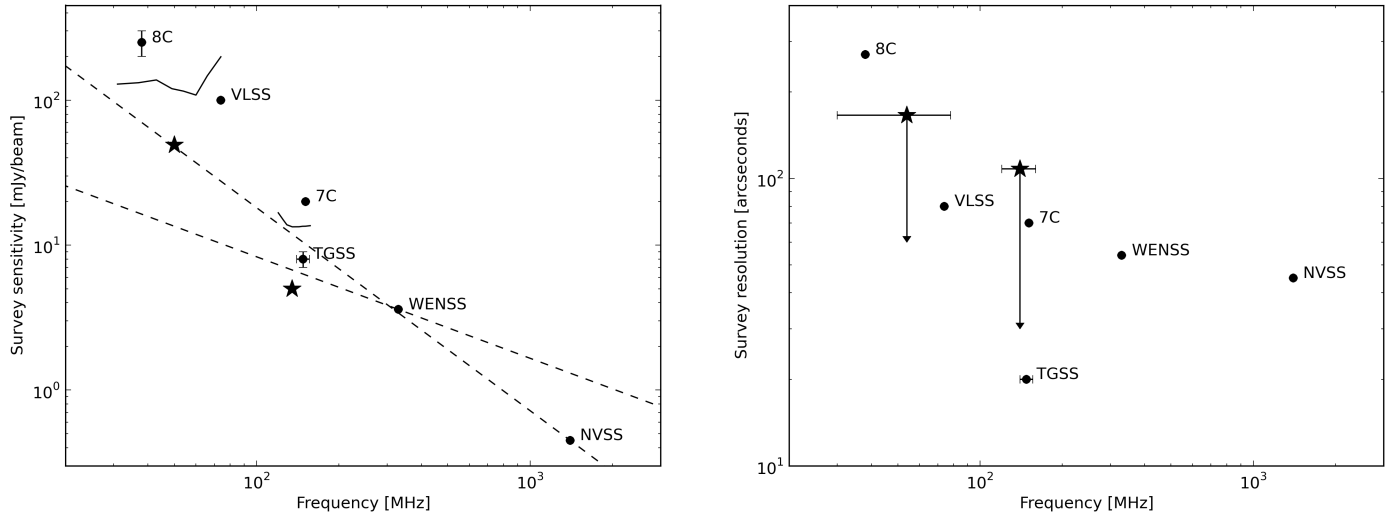 8C
VLSS
7C
TGSS
WENSS
NVSS
10²
10¹
10⁰
10²
10³
Survey sensitivity [mJy/beam]
Frequency [MHz]
8C
VLSS
7C
WENSS
NVSS
TGSS
10²
10¹
10²
10³
Survey resolution [arcseconds]
Frequency [MHz]